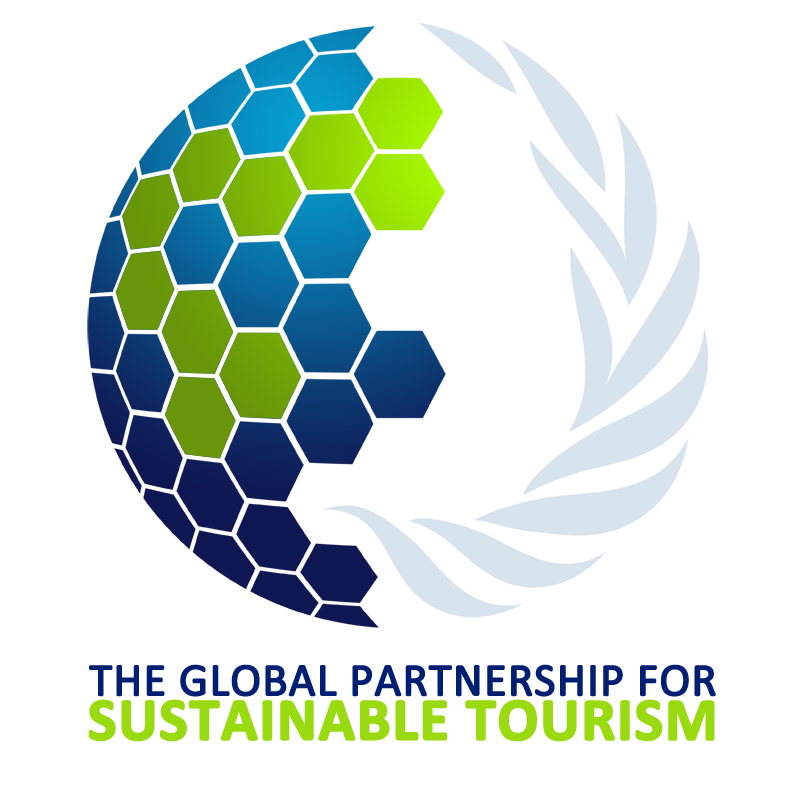 THE GLOBAL PARTNERSHIP FOR
SUSTAINABLE TOURISM